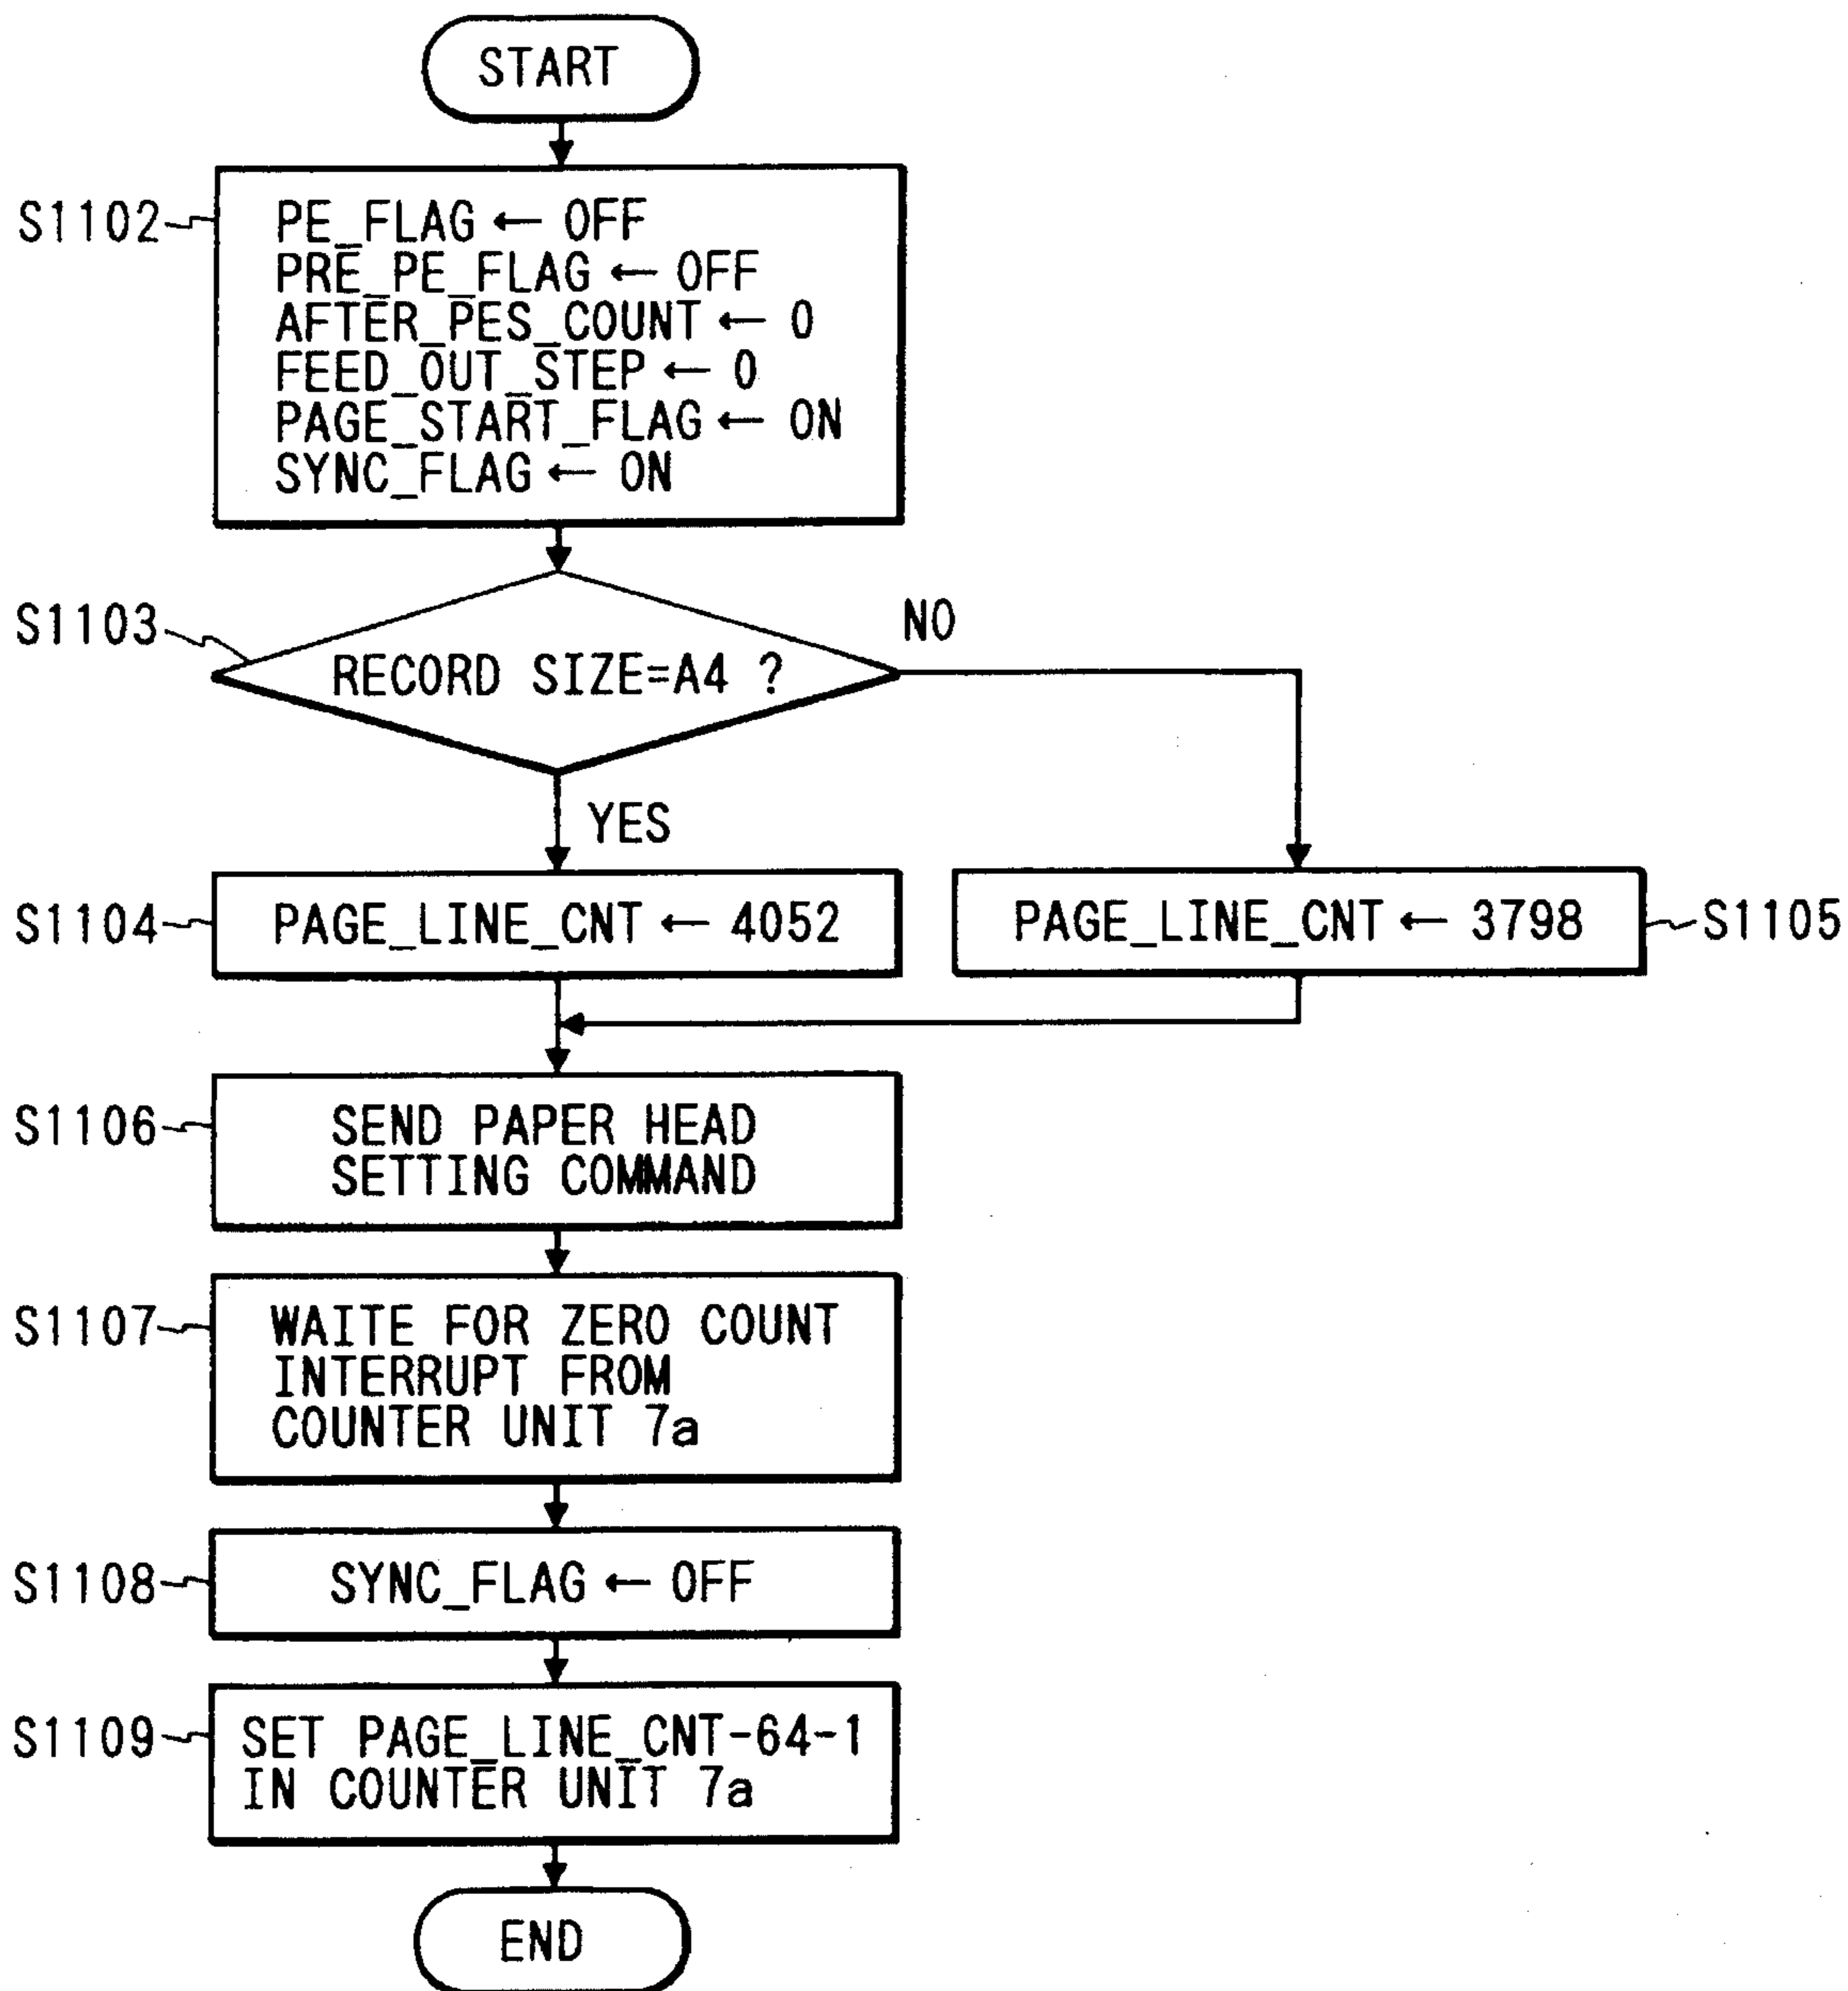 START
S1102
PE_FLAG ← OFF
PRE_PE_FLAG ← OFF
AFTER_PES_COUNT ← 0
FEED_OUT_STEP ← 0
PAGE_START_FLAG ← ON
SYNC_FLAG ← ON
S1103
RECORD SIZE=A4 ?
NO
YES
S1104
PAGE_LINE_CNT ← 4052
PAGE_LINE_CNT ← 3798
S1105
S1106
SEND PAPER HEAD
SETTING COMMAND
S1107
WAITE FOR ZERO COUNT
INTERRUPT FROM
COUNTER UNIT 7a
S1108
SYNC_FLAG ← OFF
S1109
SET PAGE_LINE_CNT-64-1
IN COUNTER UNIT 7a
END